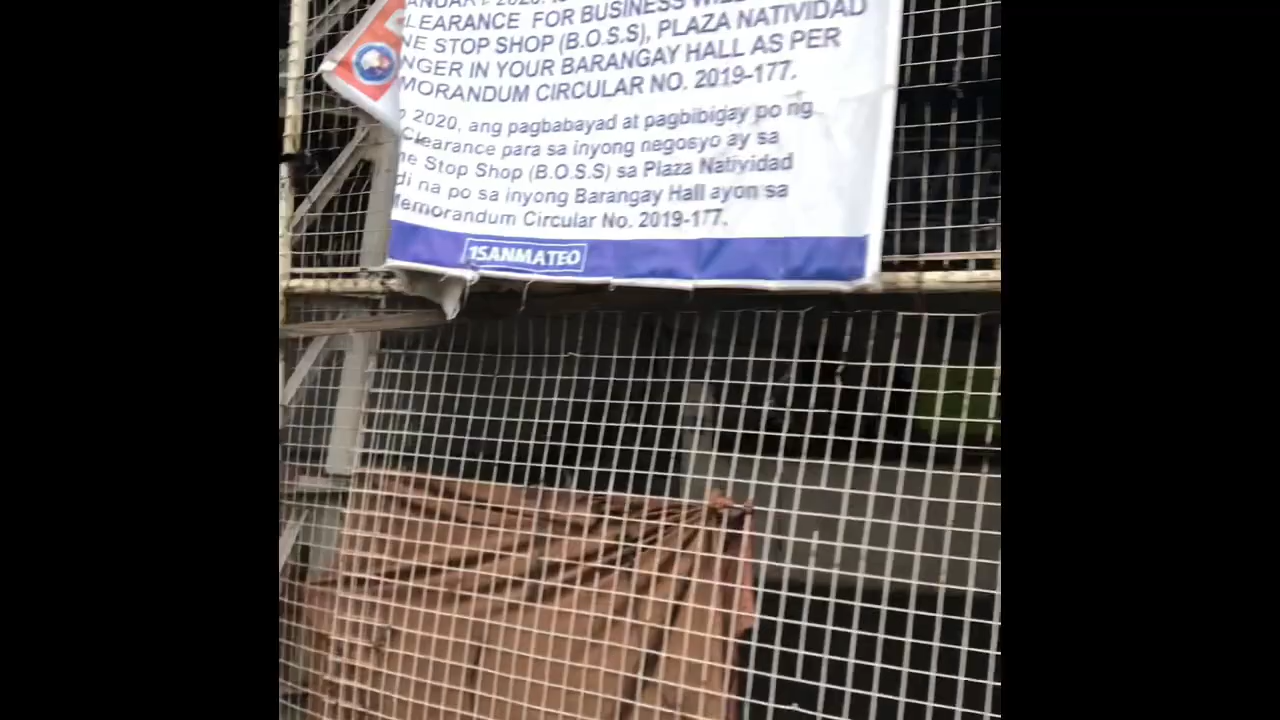 LEARANCE FOR BUSINESS
NE STOP SHOP (B.O.S.S), PLAZA NATIVIDAD
NGER IN YOUR BARANGAY HALL AS PER
MORANDUM CIRCULAR NO. 2019-177.
o 2020, ang pagbabayad at pagbibigay po ng
Clearance para sa inyong negosyo ay sa
ne Stop Shop (B.O.S.S) sa Plaza Natividad
di na po sa inyong Barangay Hall ayon sa
Memorandum Circular No. 2019-177.
1SANMATEO